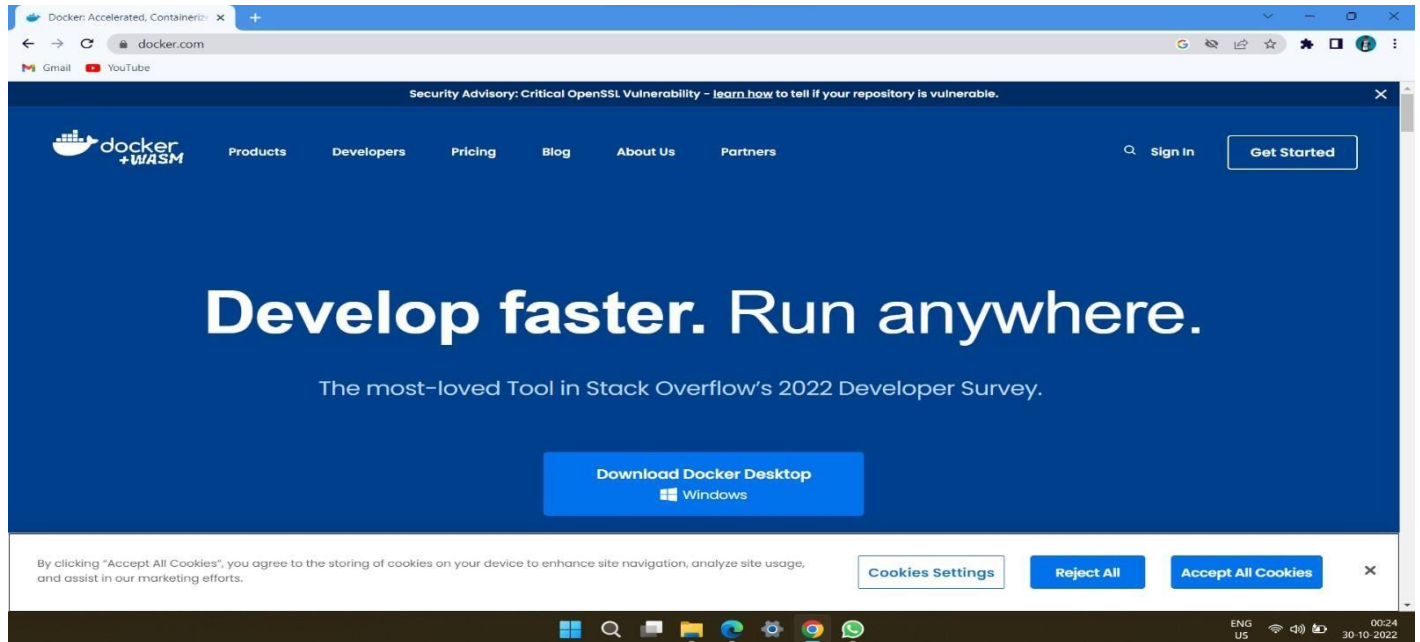 Docker: Accelerated, Containeriz
docker.com
Gmail YouTube
Security Advisory: Critical OpenSSL Vulnerability - learn how to tell if your repository is vulnerable.
docker
+WASM
Products Developers Pricing Blog About Us Partners Sign In Get Started
Develop faster. Run anywhere.
The most-loved Tool in Stack Overflow's 2022 Developer Survey.
Download Docker Desktop
Windows
By clicking "Accept All Cookies", you agree to the storing of cookies on your device to enhance site navigation, analyze site usage,
and assist in our marketing efforts.
Cookies Settings Reject All Accept All Cookies
ENG 00:24
US 30-10-2022